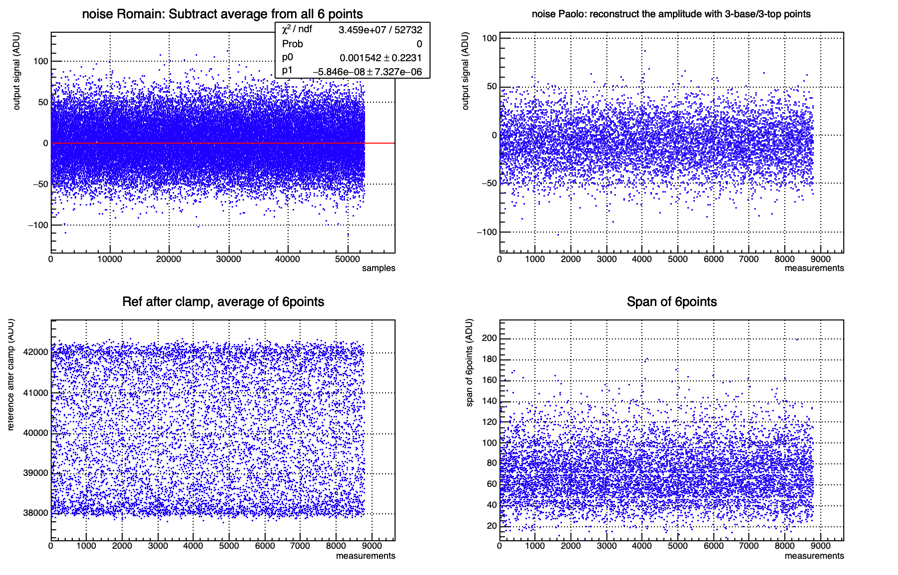 noise Romain: Subtract average from all 6 points
χ² / ndf 3.459e+07 / 52732
Prob 0
p0 0.001542 ± 0.2231
p1 −5.846e−08 ± 7.327e−06
output signal (ADU)
100
50
0
−50
−100
0 10000 20000 30000 40000 50000
samples
noise Paolo: reconstruct the amplitude with 3-base/3-top points
output signal (ADU)
100
50
0
−50
−100
0 1000 2000 3000 4000 5000 6000 7000 8000 9000
measurements
Ref after clamp, average of 6points
reference after clamp (ADU)
42000
41000
40000
39000
38000
0 1000 2000 3000 4000 5000 6000 7000 8000 9000
measurements
Span of 6points
span of 6points (ADU)
200
180
160
140
120
100
80
60
40
20
0 1000 2000 3000 4000 5000 6000 7000 8000 9000
measurements